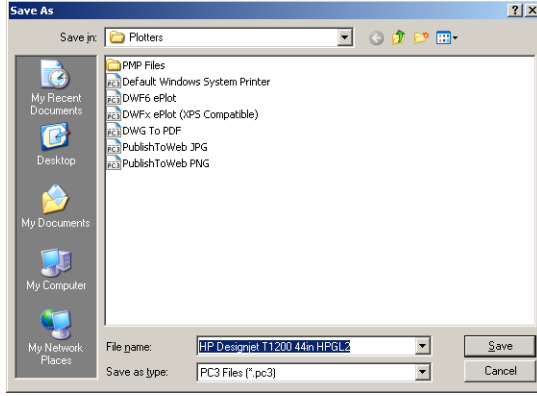 Save As
Save in:
Plotters
My Recent
Documents
Desktop
My Documents
My Computer
My Network
Places
PMP Files
Default Windows System Printer
DWF6 ePlot
DWFx ePlot (XPS Compatible)
DWG To PDF
PublishToWeb JPG
PublishToWeb PNG
File name:
HP Designjet T1200 44in HPGL2
Save
Save as type:
PC3 Files (*.pc3)
Cancel